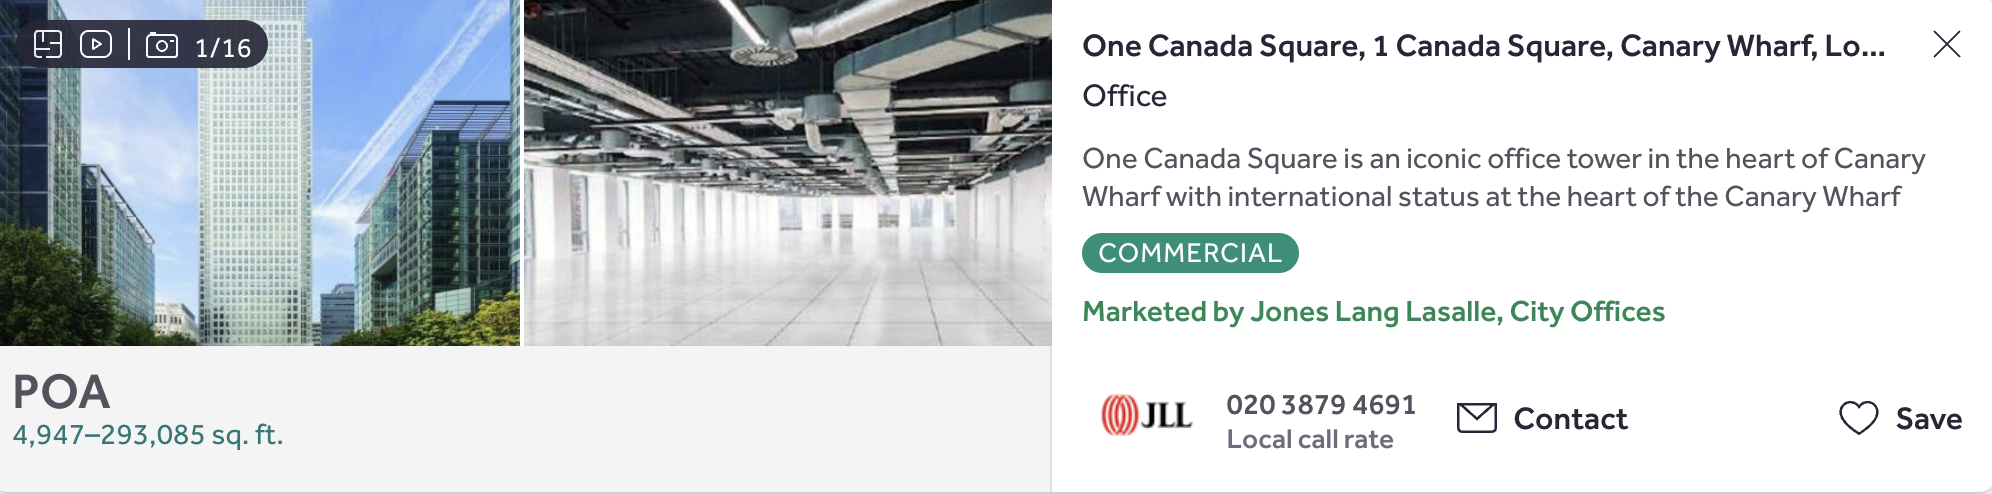 1/16
POA
4,947–293,085 sq. ft.
One Canada Square, 1 Canada Square, Canary Wharf, Lo...
Office
One Canada Square is an iconic office tower in the heart of Canary
Wharf with international status at the heart of the Canary Wharf
COMMERCIAL
Marketed by Jones Lang Lasalle, City Offices
JLL
020 3879 4691
Local call rate
Contact
Save